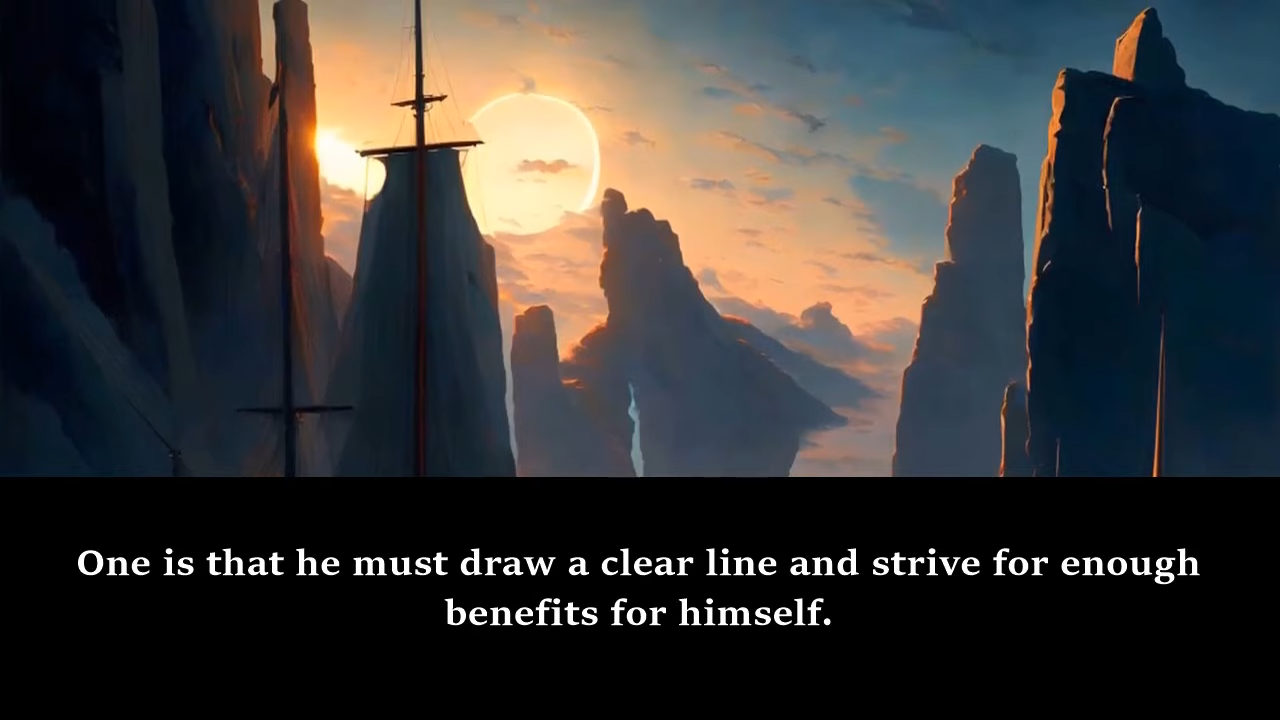 One is that he must draw a clear line and strive for enough
benefits for himself.